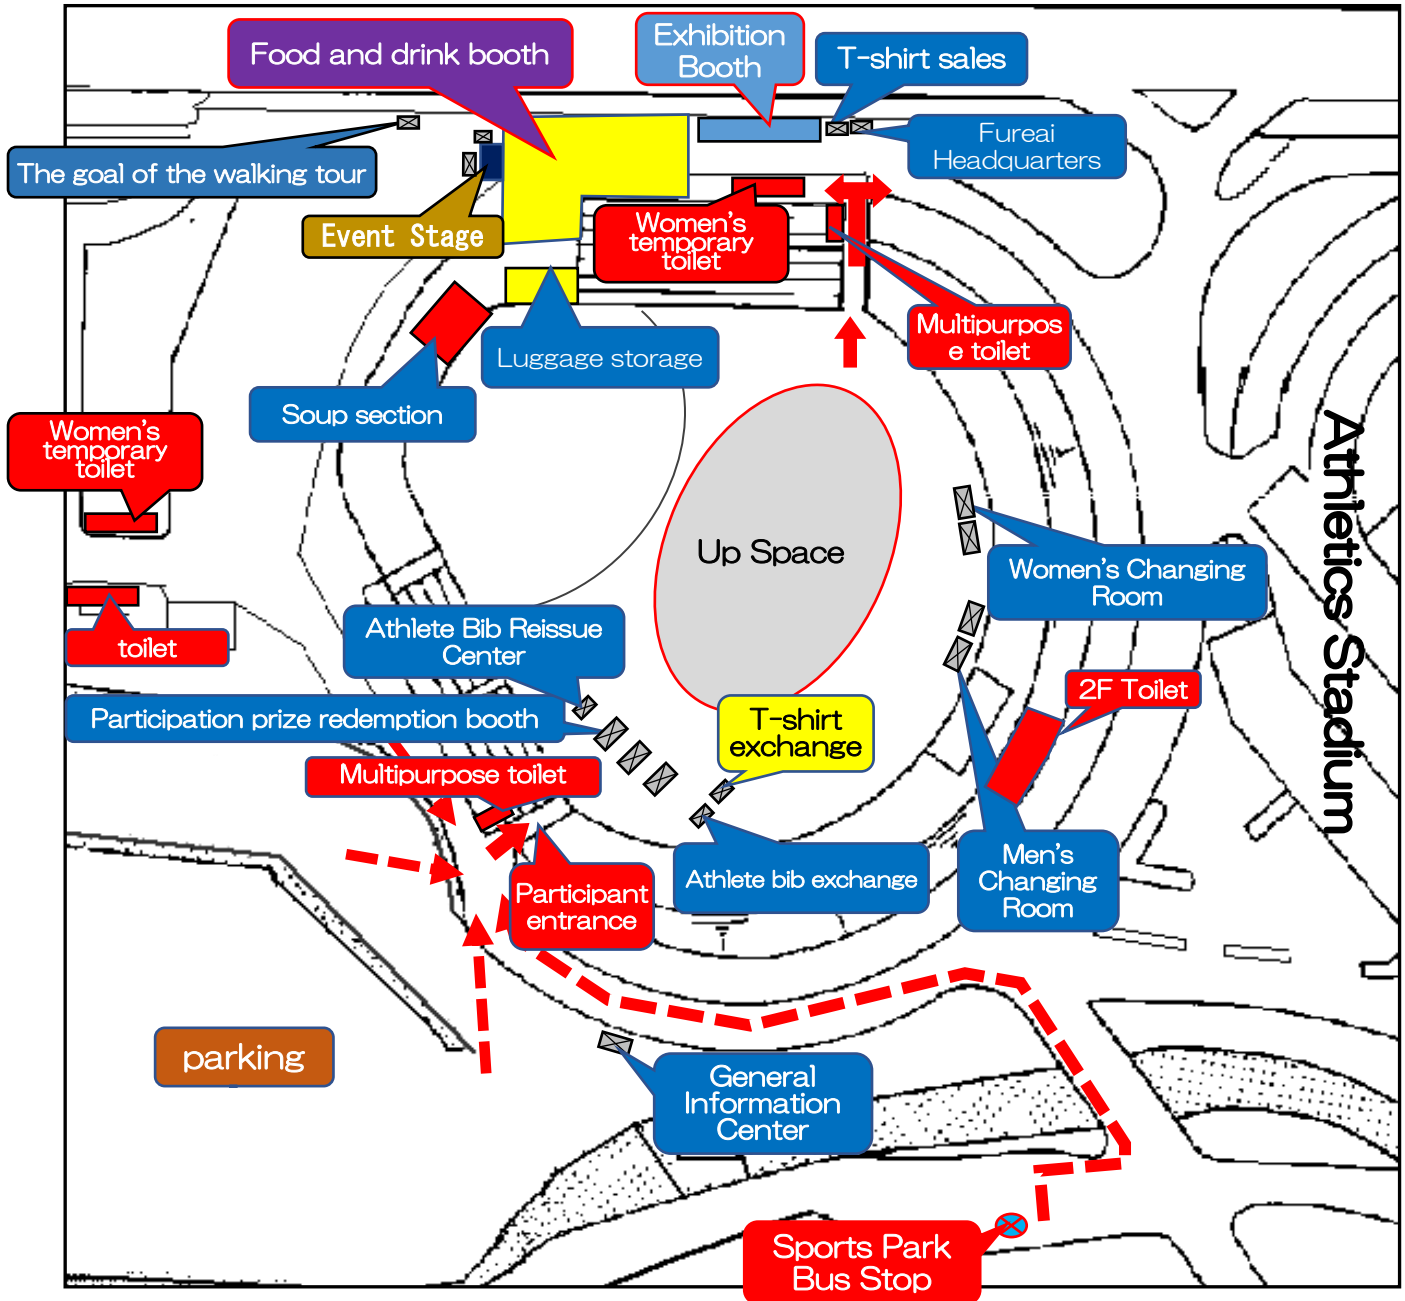 Food and drink booth
Exhibition
Booth
T-shirt sales
Fureai
Headquarters
The goal of the walking tour
Event Stage
Women's
temporary
toilet
Multipurpos
e toilet
Luggage storage
Soup section
Women's
temporary
toilet
Athletics Stadium
Up Space
Women's Changing
Room
toilet
Athlete Bib Reissue
Center
2F Toilet
Participation prize redemption booth
T-shirt
exchange
Multipurpose toilet
Men's
Changing
Room
Athlete bib exchange
Participant
entrance
parking
General
Information
Center
Sports Park
Bus Stop